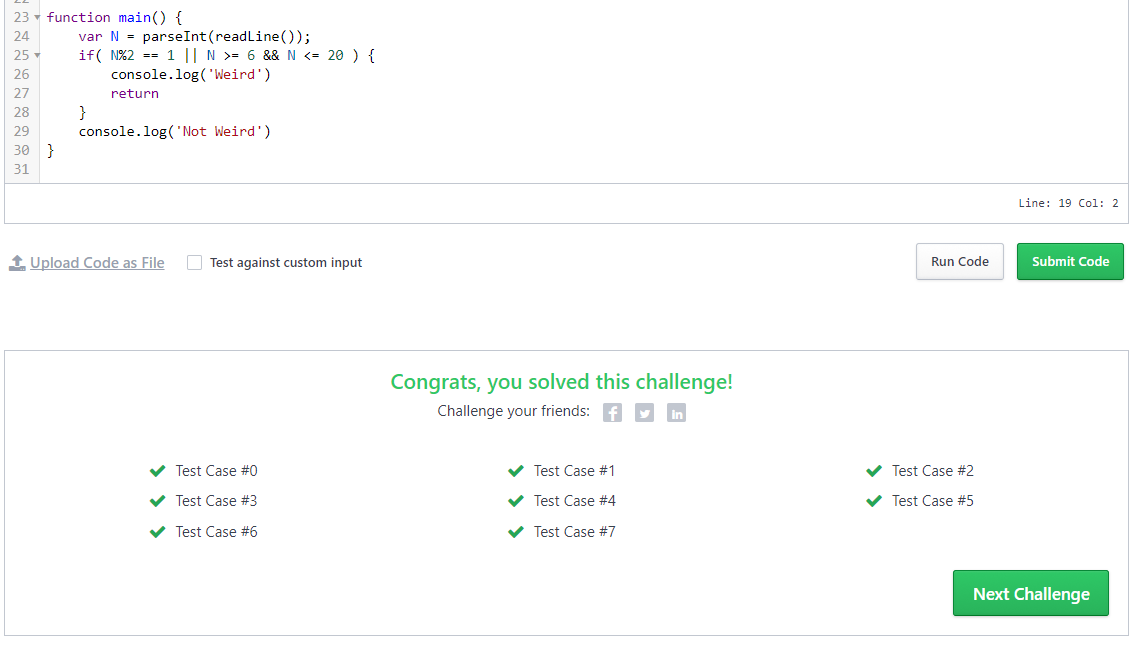 22
23 function main() {
24 var N = parseInt(readLine());
25 if( N%2 == 1 || N >= 6 && N <= 20 ) {
26 console.log('Weird')
27 return
28 }
29 console.log('Not Weird')
30 }
31
Line: 19 Col: 2
Upload Code as File Test against custom input Run Code Submit Code
Congrats, you solved this challenge!
Challenge your friends: f in
Test Case #0 Test Case #1 Test Case #2
Test Case #3 Test Case #4 Test Case #5
Test Case #6 Test Case #7
Next Challenge